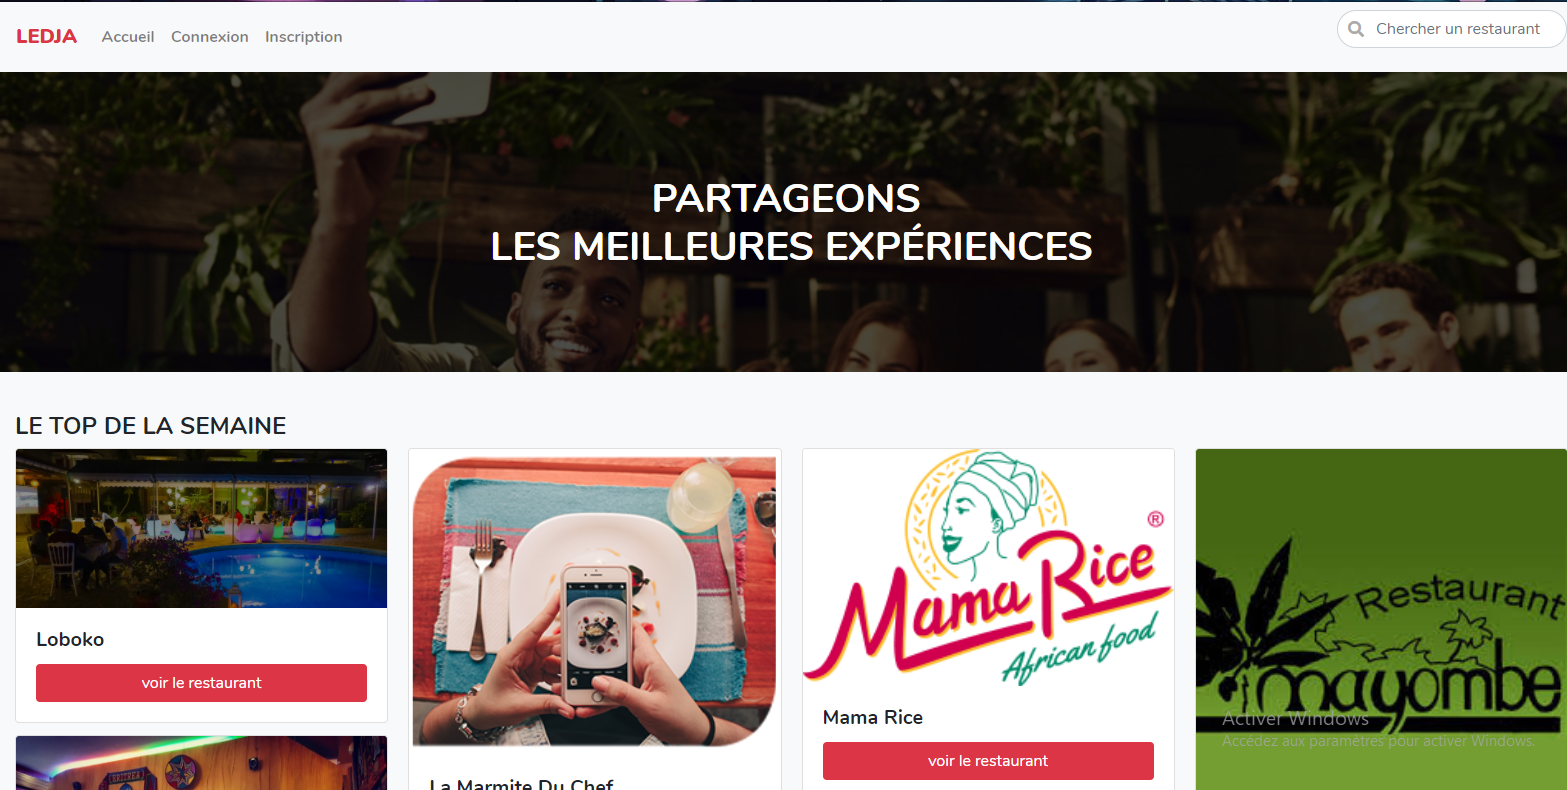 LEDJA
Accueil
Connexion
Inscription
Chercher un restaurant
PARTAGEONS
LES MEILLEURES EXPÉRIENCES
LE TOP DE LA SEMAINE
Loboko
voir le restaurant
ERITREA
La Marmite Du Chef
Mama Rice
®
African food
Mama Rice
voir le restaurant
Restaurant
mayombe
Activer Windows
Accédez aux paramètres pour activer Windows.